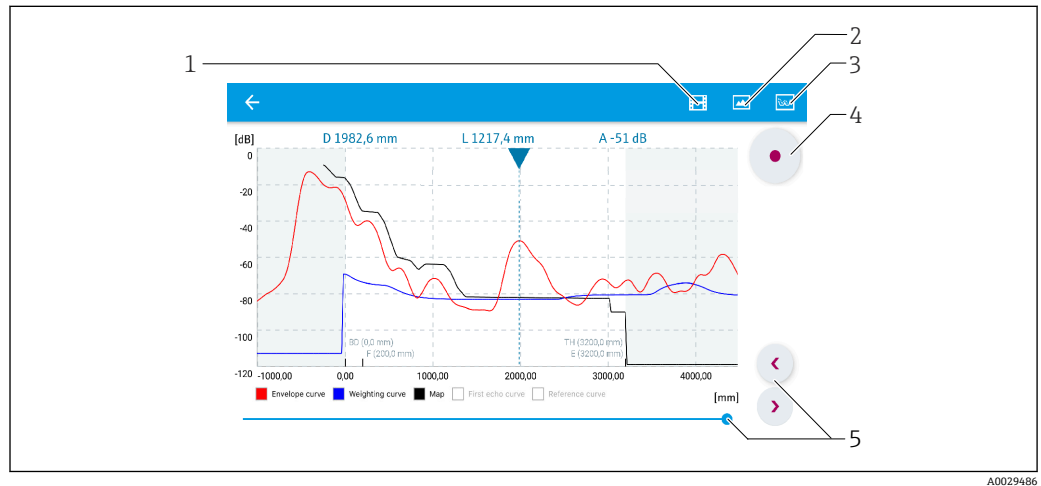 1
2
3
4
[dB]
D 1982,6 mm
L 1217,4 mm
A -51 dB
0
-20
-40
-60
-80
-100
-120
BD (0,0 mm)
F (200,0 mm)
TH (3200,0 mm)
E (3200,0 mm)
-1000,00
0,00
1000,00
2000,00
3000,00
4000,00
Envelope curve
Weighting curve
Map
First echo curve
Reference curve
[mm]
5
A0029486